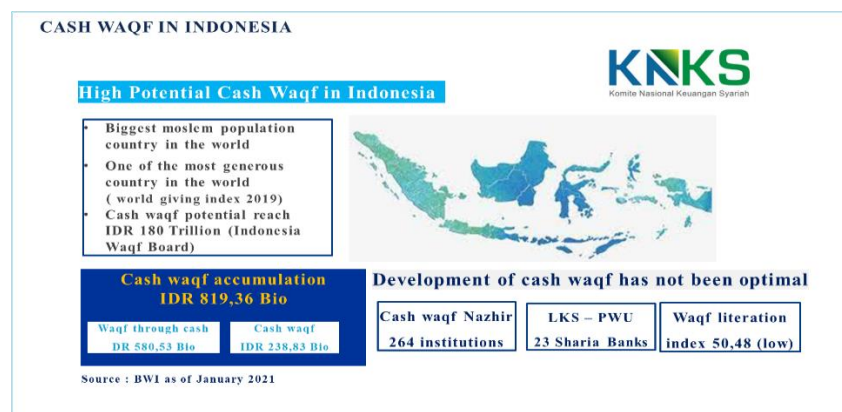 CASH WAQF IN INDONESIA
KNKS
Komite Nasional Keuangan Syariah
High Potential Cash Waqf in Indonesia
• Biggest moslem population
country in the world
• One of the most generous
country in the world
( world giving index 2019)
• Cash waqf potential reach
IDR 180 Trillion (Indonesia
Waqf Board)
Cash waqf accumulation
IDR 819,36 Bio
Waqf through cash
DR 580,53 Bio
Cash waqf
IDR 238,83 Bio
Development of cash waqf has not been optimal
Cash waqf Nazhir
264 institutions
LKS – PWU
23 Sharia Banks
Waqf literation
index 50,48 (low)
Source : BWI as of January 2021